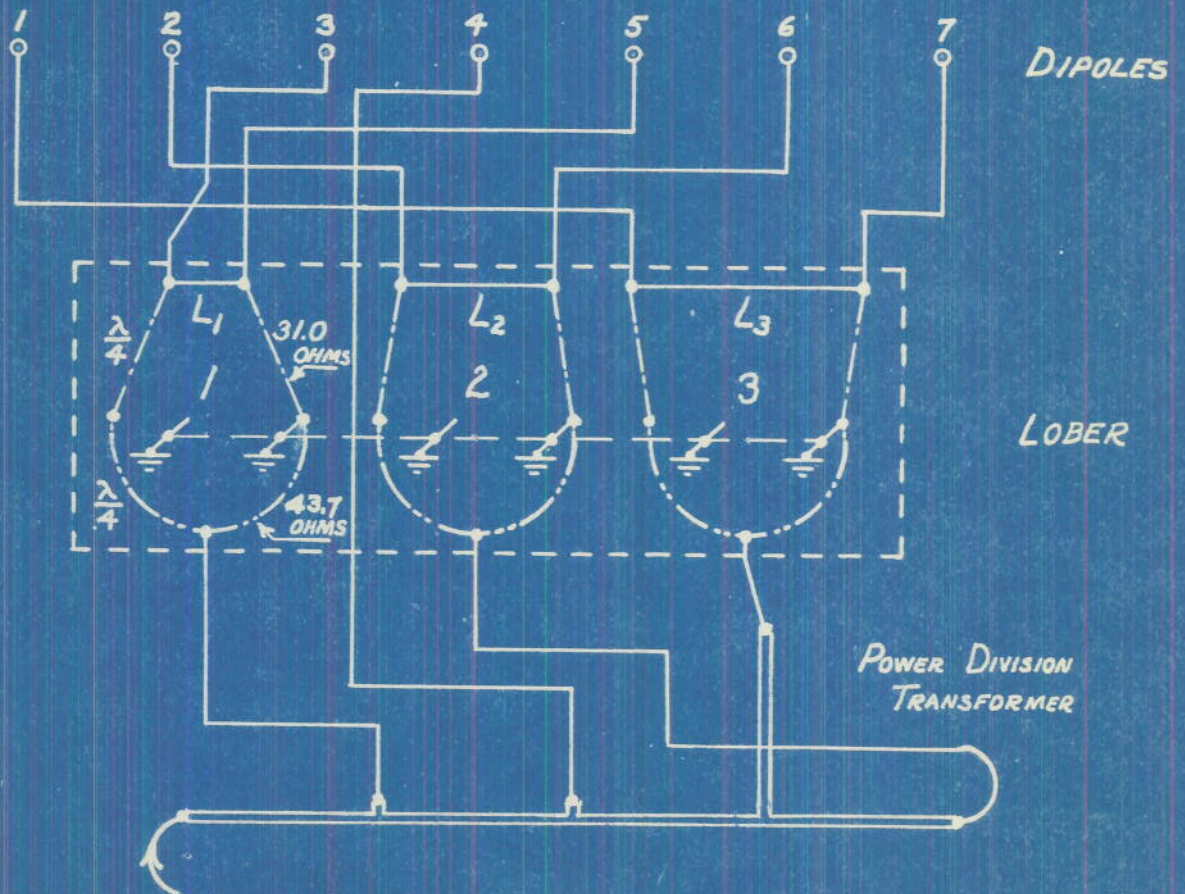 1 2 3 4 5 6 7
DIPOLES
L1 L2 L3
λ/4
31.0
OHMS
1 2 3
LOBER
λ/4
43.7
OHMS
POWER DIVISION
TRANSFORMER